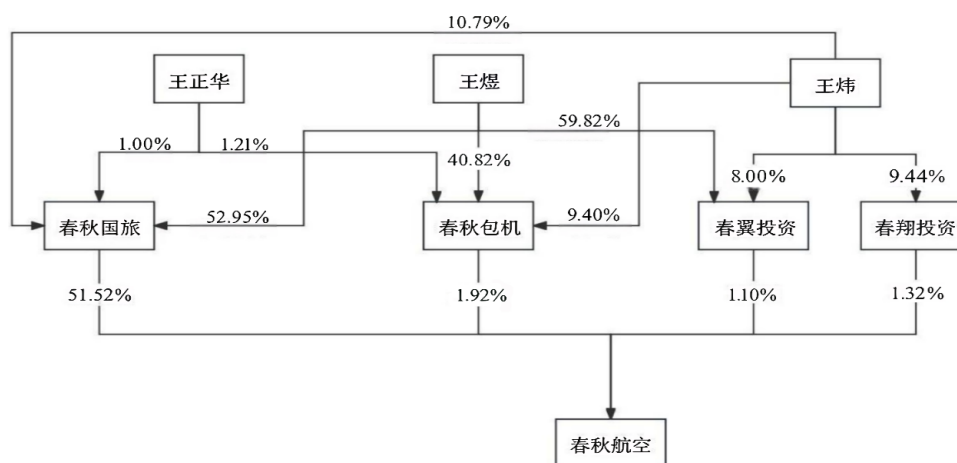 10.79%
王正华
王煜
王炜
59.82%
1.00%
1.21%
40.82%
8.00%
9.44%
春秋国旅
52.95%
春秋包机
9.40%
春翼投资
春翔投资
51.52%
1.92%
1.10%
1.32%
春秋航空